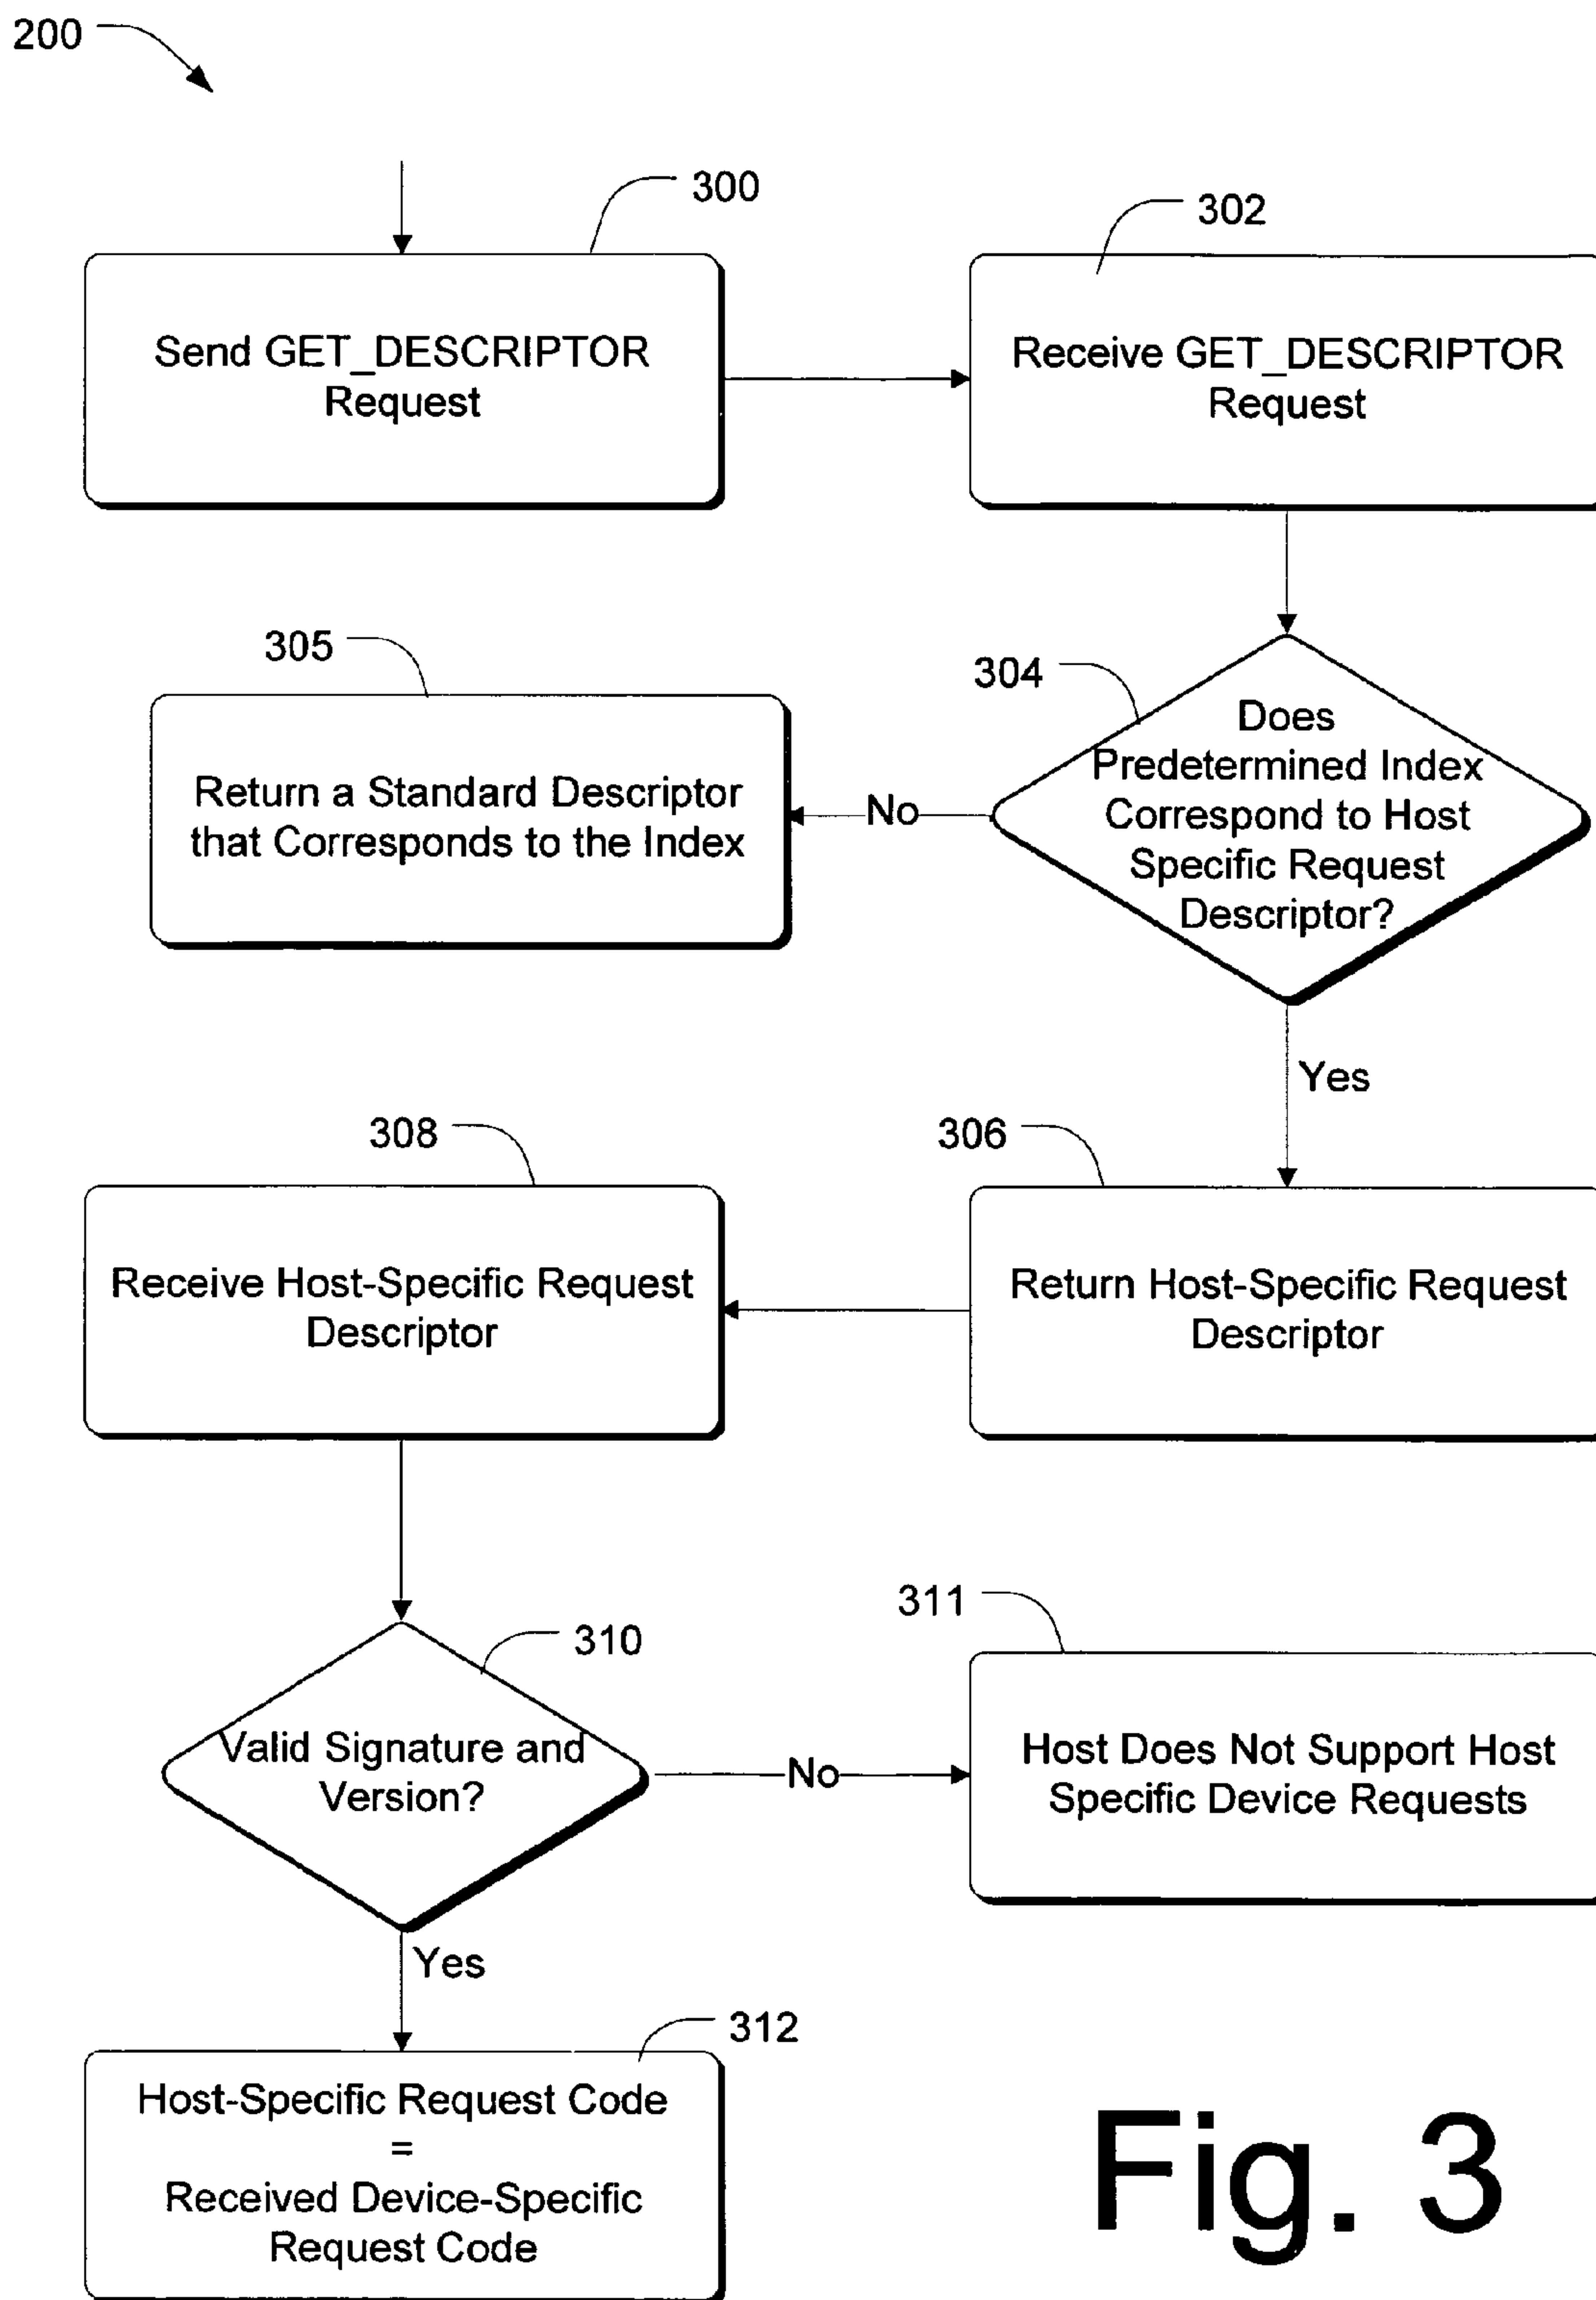 200
300
302
Send GET_DESCRIPTOR
Request
Receive GET_DESCRIPTOR
Request
305
304
Return a Standard Descriptor
that Corresponds to the Index
No
Does
Predetermined Index
Correspond to Host
Specific Request
Descriptor?
Yes
308
306
Receive Host-Specific Request
Descriptor
Return Host-Specific Request
Descriptor
310
311
Valid Signature and
Version?
No
Host Does Not Support Host
Specific Device Requests
Yes
312
Host-Specific Request Code
=
Received Device-Specific
Request Code
Fig. 3